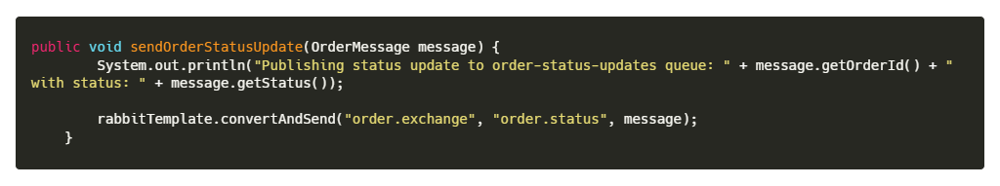 public void sendOrderStatusUpdate(OrderMessage message) {
        System.out.println("Publishing status update to order-status-updates queue: " + message.getOrderId() + "
with status: " + message.getStatus());

        rabbitTemplate.convertAndSend("order.exchange", "order.status", message);
    }